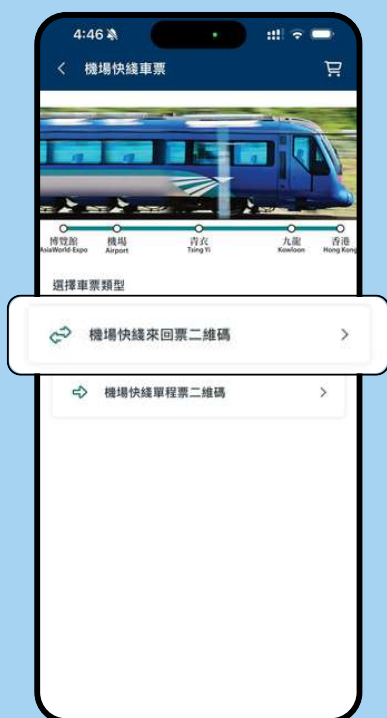 4:46
機場快綫車票
博覽館
AsiaWorld-Expo
機場
Airport
青衣
Tsing Yi
九龍
Kowloon
香港
Hong Kong
選擇車票類型
機場快綫來回票二維碼
機場快綫單程票二維碼